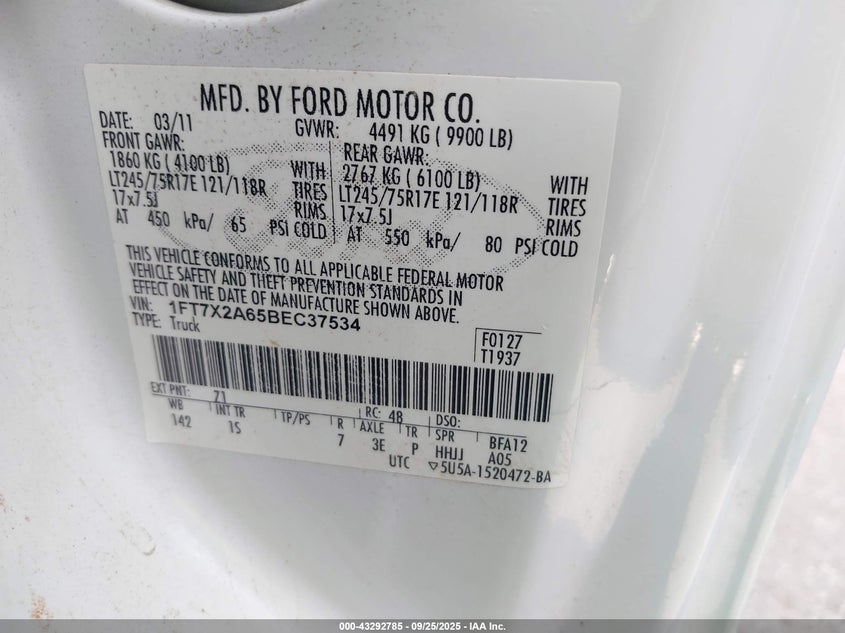 MFD. BY FORD MOTOR CO.
DATE: 03/11 GVWR: 4491 KG ( 9900 LB)
FRONT GAWR: REAR GAWR:
1860 KG ( 4100 LB) WITH 2767 KG ( 6100 LB) WITH
LT245/75R17E 121/118R TIRES LT245/75R17E 121/118R TIRES
17x7.5J RIMS 17x7.5J RIMS
AT 450 kPa/ 65 PSI COLD AT 550 kPa/ 80 PSI COLD
THIS VEHICLE CONFORMS TO ALL APPLICABLE FEDERAL MOTOR
VEHICLE SAFETY AND THEFT PREVENTION STANDARDS IN
EFFECT ON THE DATE OF MANUFACTURE SHOWN ABOVE.
VIN: 1FT7X2A65BEC37534
TYPE: Truck
F0127
T1937
EXT PNT: Z1 RC: 48 DSO:
WB INT TR TP/PS R AXLE TR SPR BFA12
142 1S 7 3E P HHJJ A05
UTC ▽5U5A-1520472-BA
000-43292785 - 09/25/2025 - IAA Inc.